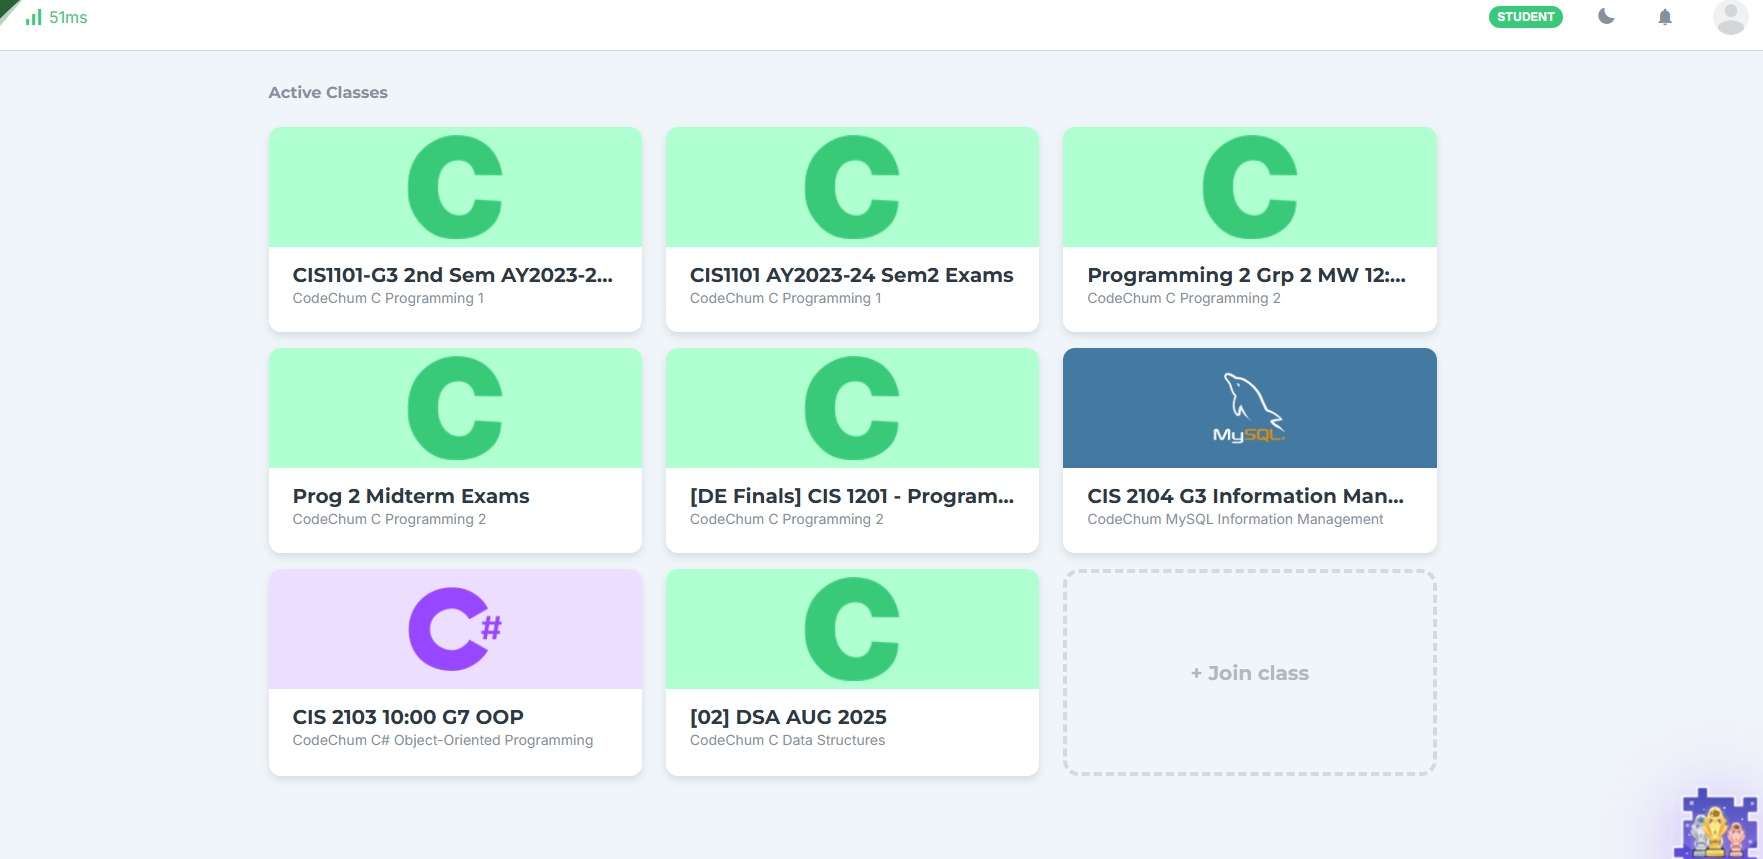 51ms
STUDENT
Active Classes
C
CIS1101-G3 2nd Sem AY2023-2...
CodeChum C Programming 1
C
CIS1101 AY2023-24 Sem2 Exams
CodeChum C Programming 1
C
Programming 2 Grp 2 MW 12:...
CodeChum C Programming 2
C
Prog 2 Midterm Exams
CodeChum C Programming 2
C
[DE Finals] CIS 1201 - Program...
CodeChum C Programming 2
MySQL
CIS 2104 G3 Information Man...
CodeChum MySQL Information Management
C#
CIS 2103 10:00 G7 OOP
CodeChum C# Object-Oriented Programming
C
[02] DSA AUG 2025
CodeChum C Data Structures
+ Join class